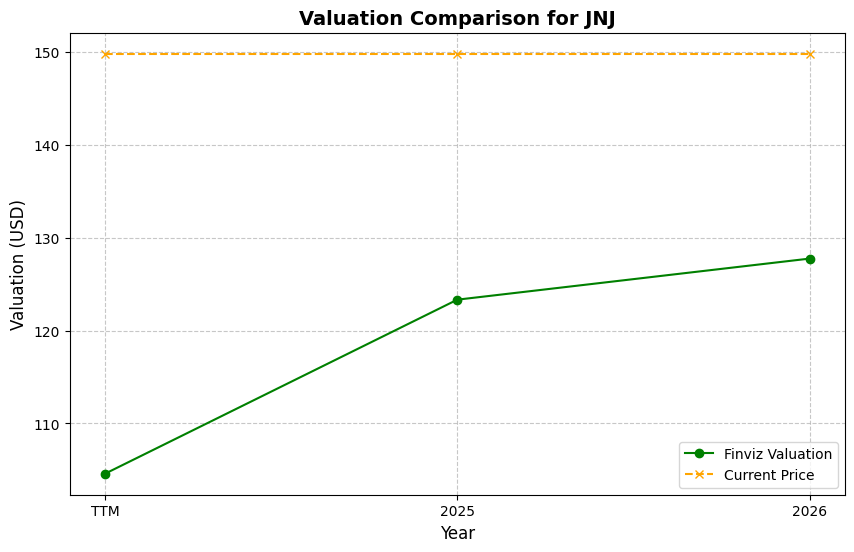 Valuation Comparison for JNJ
Valuation (USD)
150
140
130
120
110
TTM
2025
2026
Year
Finviz Valuation
Current Price